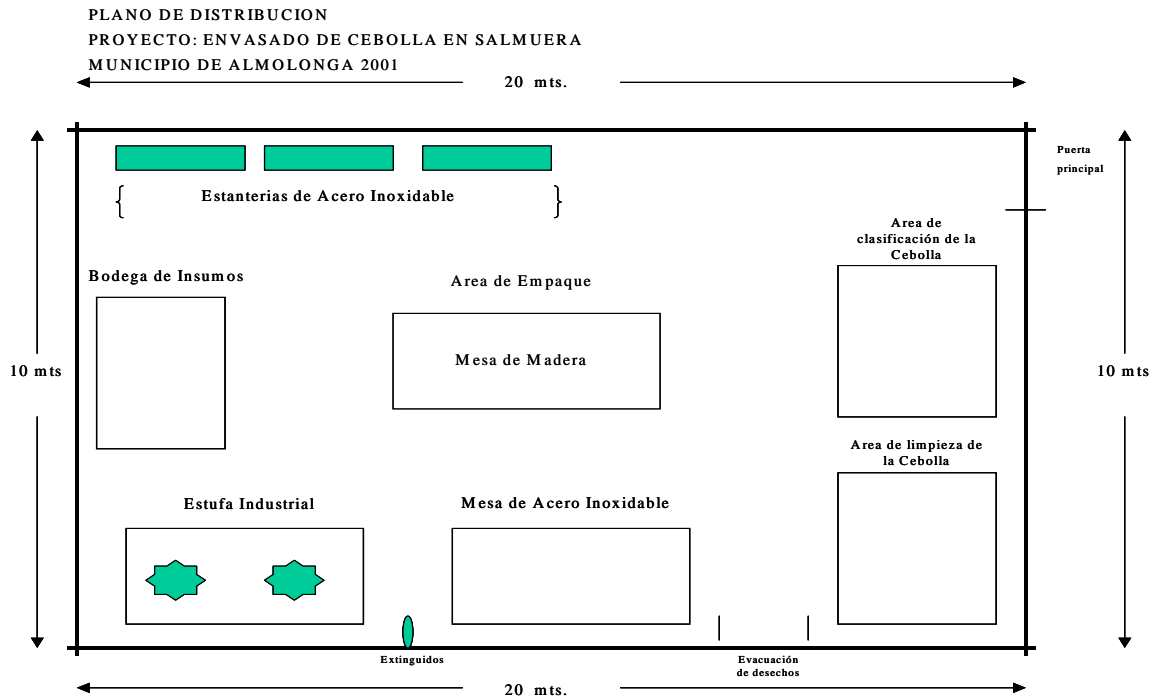 PLANO DE DISTRIBUCION
PROYECTO: ENVASADO DE CEBOLLA EN SALMUERA
MUNICIPIO DE ALMOLONGA 2001
20 mts.
Puerta
principal
Estanterias de Acero Inoxidable
Area de
clasificación de la
Cebolla
Bodega de Insumos
Area de Empaque
Mesa de Madera
10 mts
10 mts
Area de limpieza de
la Cebolla
Estufa Industrial
Mesa de Acero Inoxidable
Extinguidos
Evacuación
de desechos
20 mts.